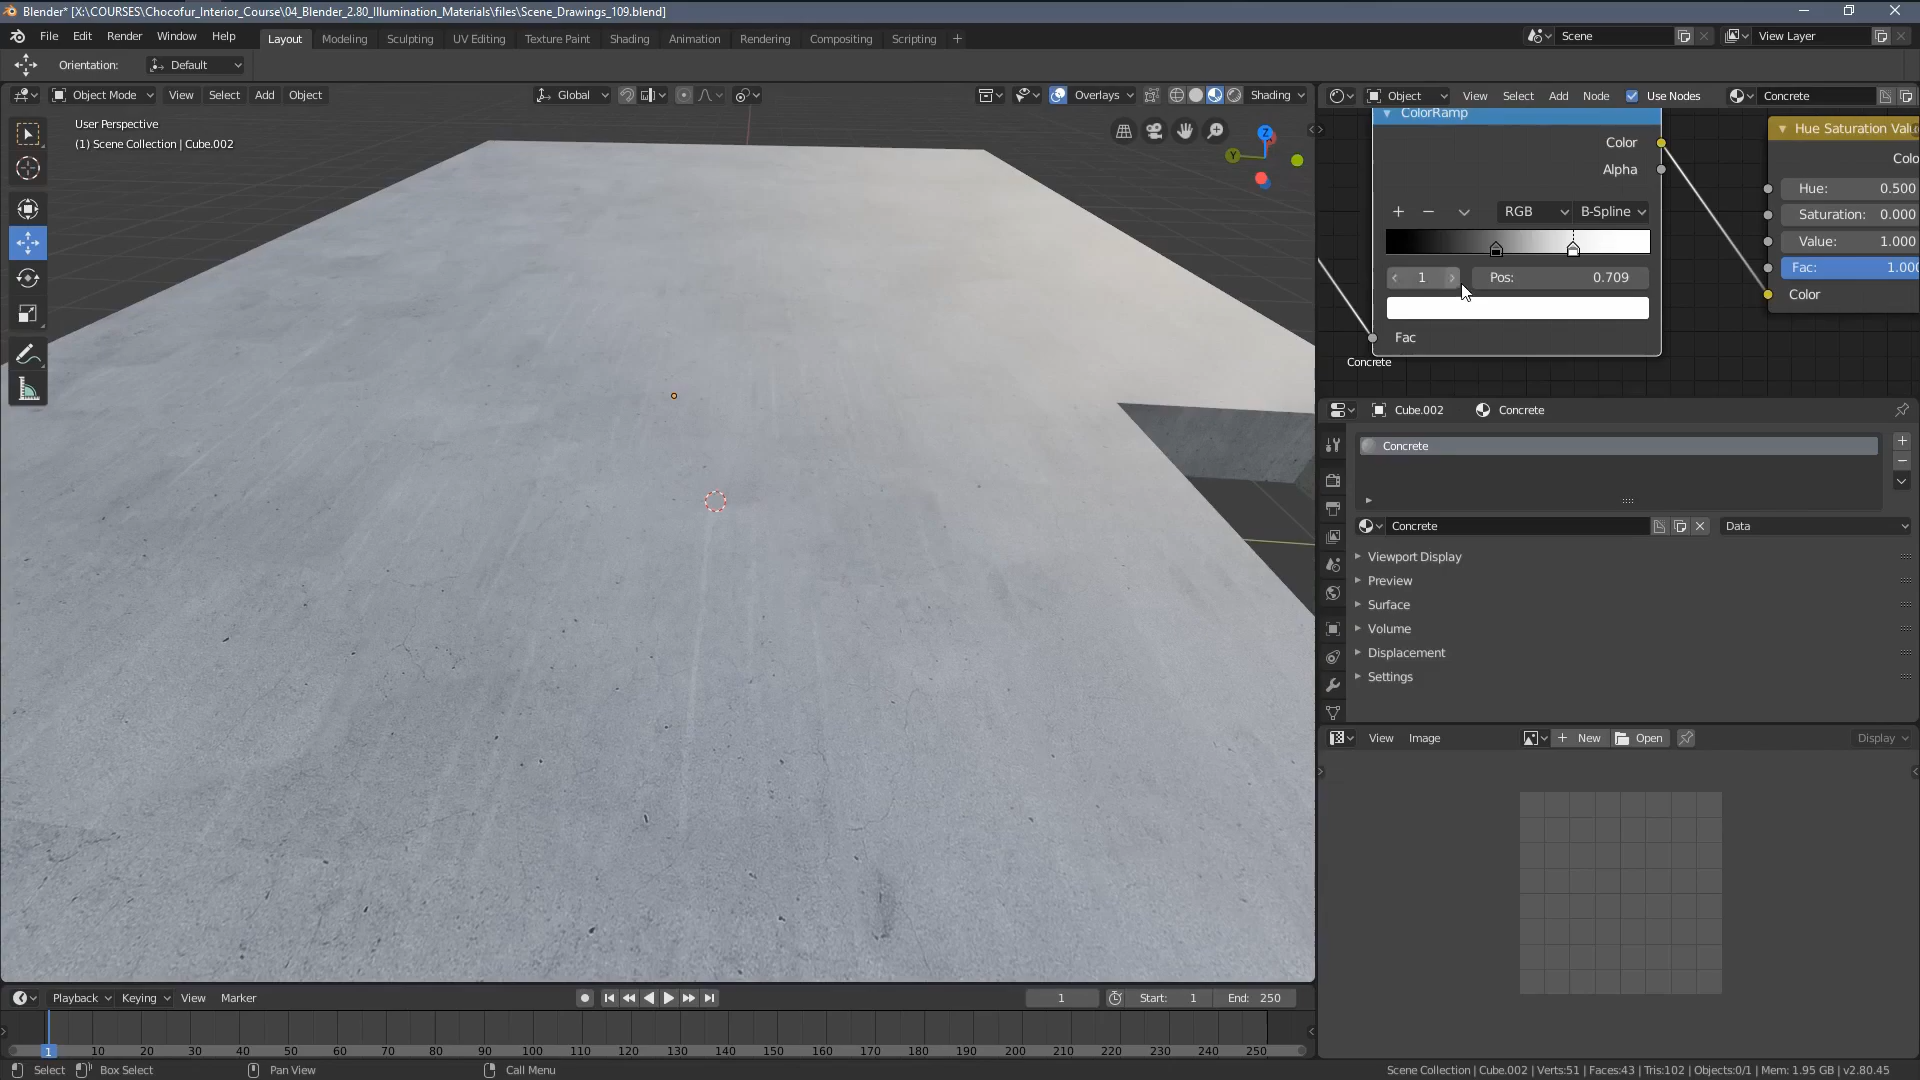 Blender* [X:\COURSES\Chocofur_Interior_Course\04_Blender_2.80_Illumination_Materials\files\Scene_Drawings_109.blend]
File Edit Render Window Help Layout Modeling Sculpting UV Editing Texture Paint Shading Animation Rendering Compositing Scripting + Scene View Layer
Orientation: Default
Object Mode View Select Add Object Global Overlays Shading
Object View Select Add Node Use Nodes Concrete
User Perspective
(1) Scene Collection | Cube.002
Z
Y
ColorRamp
Color
Alpha
RGB B-Spline
1 Pos: 0.709
Fac
Concrete
Hue Saturation Valu
Colo
Hue: 0.500
Saturation: 0.000
Value: 1.000
Fac: 1.000
Color
Cube.002 Concrete
Concrete
Concrete Data
Viewport Display
Preview
Surface
Volume
Displacement
Settings
View Image New Open Display
Playback Keying View Marker 1 Start: 1 End: 250
1 10 20 30 40 50 60 70 80 90 100 110 120 130 140 150 160 170 180 190 200 210 220 230 240 250
Select Box Select Pan View Call Menu Scene Collection | Cube.002 | Verts:51 | Faces:43 | Tris:102 | Objects:0/1 | Mem: 1.95 GB | v2.80.45